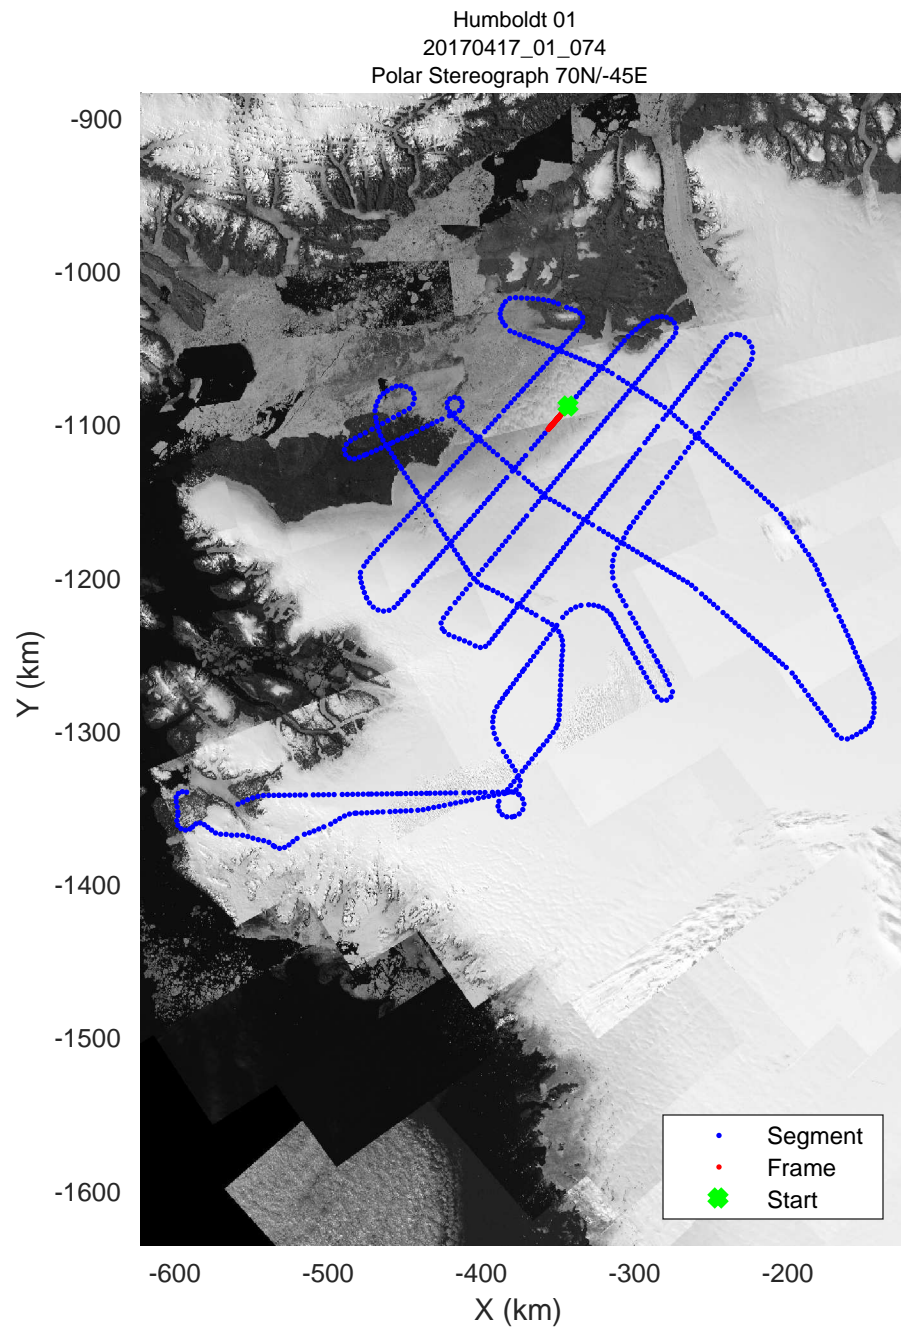 Humboldt 01
20170417_01_074
Polar Stereograph 70N/-45E
-900
-1000
-1100
-1200
-1300
-1400
-1500
-1600
Y (km)
-600 -500 -400 -300 -200
X (km)
Segment
Frame
Start